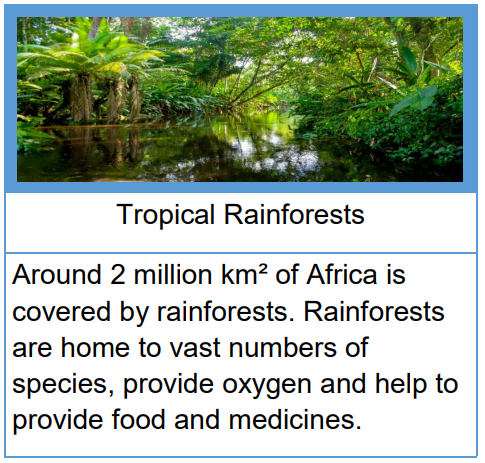 Tropical Rainforests
Around 2 million km² of Africa is
covered by rainforests. Rainforests
are home to vast numbers of
species, provide oxygen and help to
provide food and medicines.